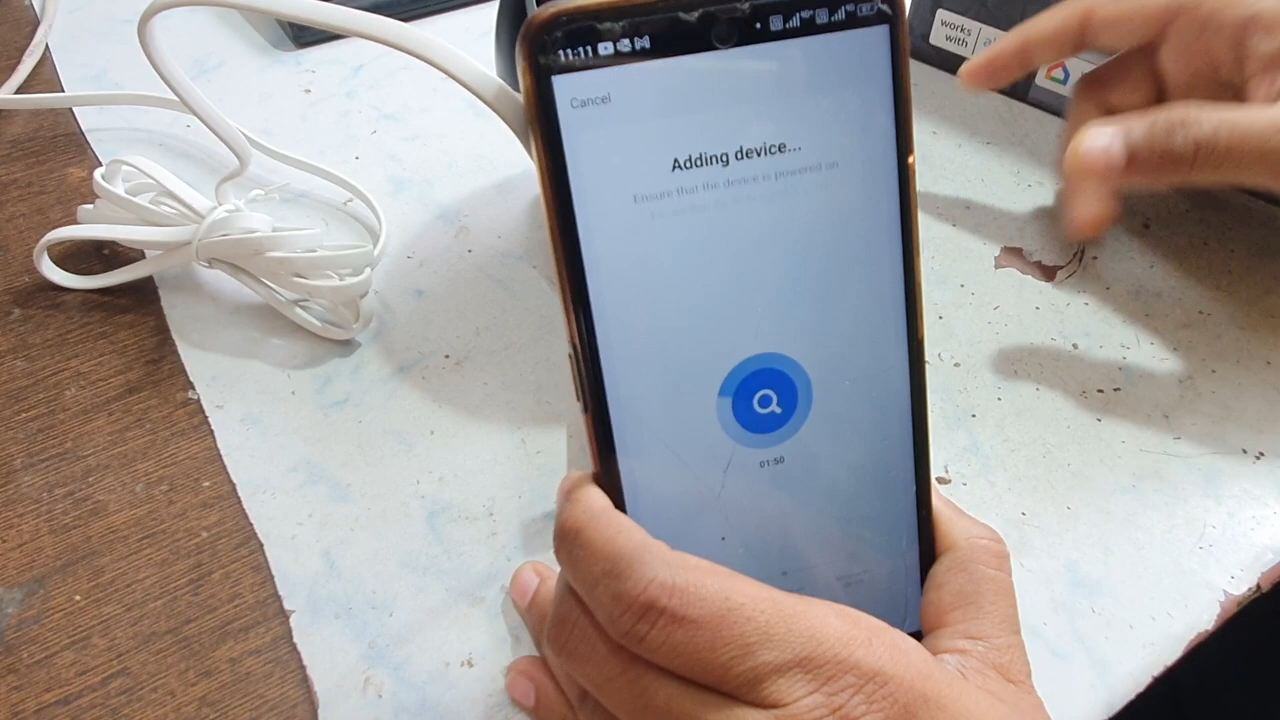 11:11
works
with
Cancel
Adding device...
Ensure that the device is powered on
01:50